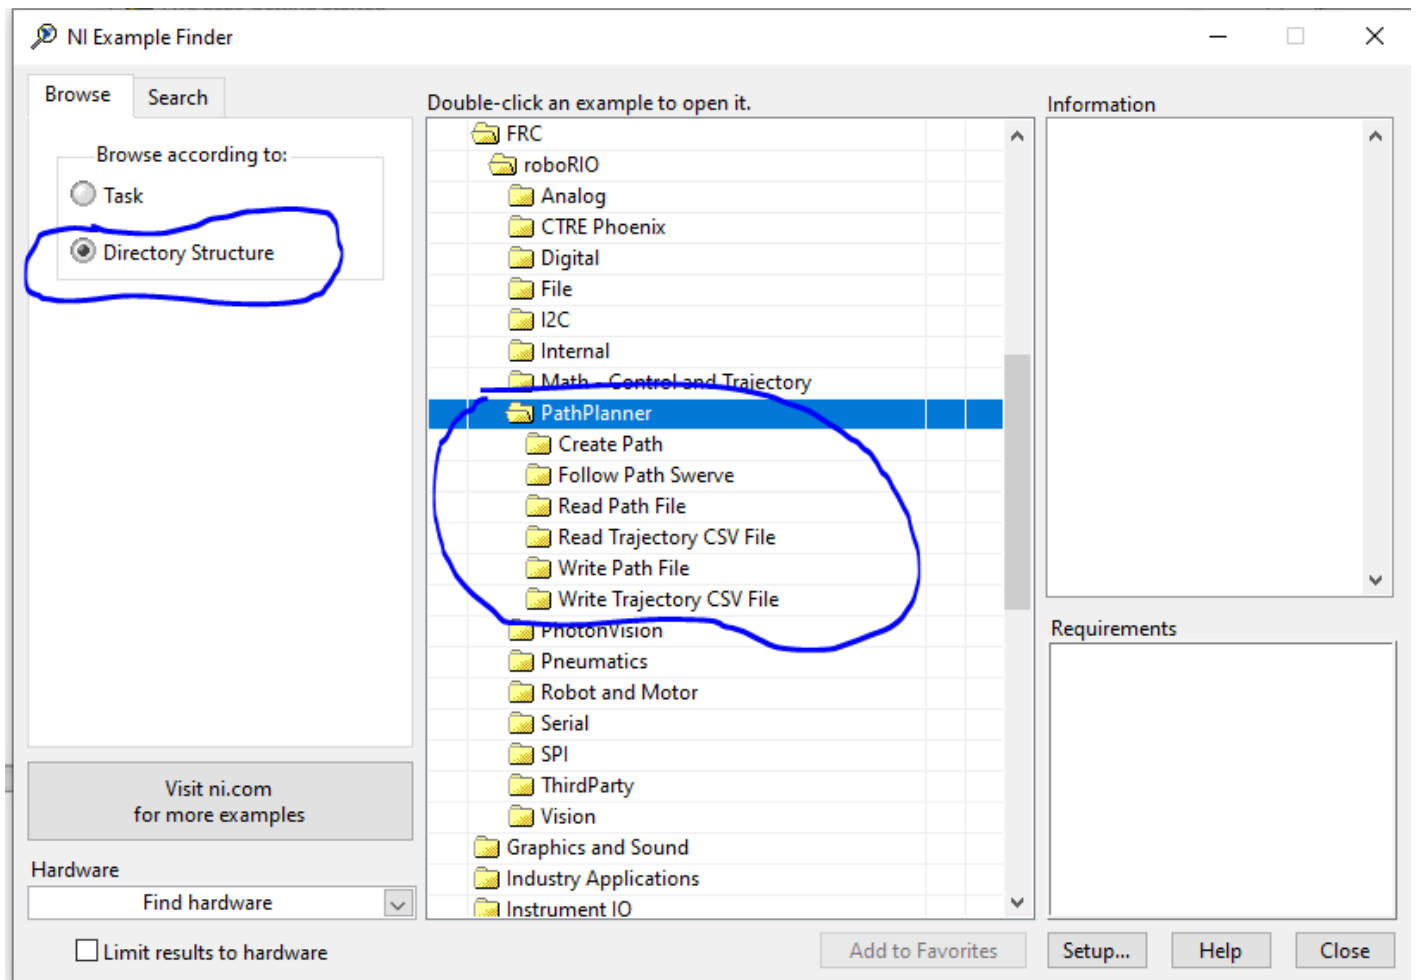 NI Example Finder
Browse
Search
Browse according to:
Task
Directory Structure
Visit ni.com
for more examples
Hardware
Find hardware
Limit results to hardware
Double-click an example to open it.
FRC
roboRIO
Analog
CTRE Phoenix
Digital
File
I2C
Internal
Math - Control and Trajectory
PathPlanner
Create Path
Follow Path Swerve
Read Path File
Read Trajectory CSV File
Write Path File
Write Trajectory CSV File
PhotonVision
Pneumatics
Robot and Motor
Serial
SPI
ThirdParty
Vision
Graphics and Sound
Industry Applications
Instrument IO
Information
Requirements
Add to Favorites
Setup...
Help
Close